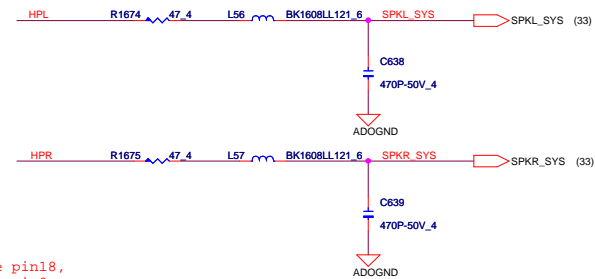 HPL R1674 47_4 L56 BK1608LL121_6 SPKL_SYS SPKL_SYS (33)
C638
470P-50V_4
ADOGND
HPR R1675 47_4 L57 BK1608LL121_6 SPKR_SYS SPKR_SYS (33)
C639
470P-50V_4
pin18,
ADOGND